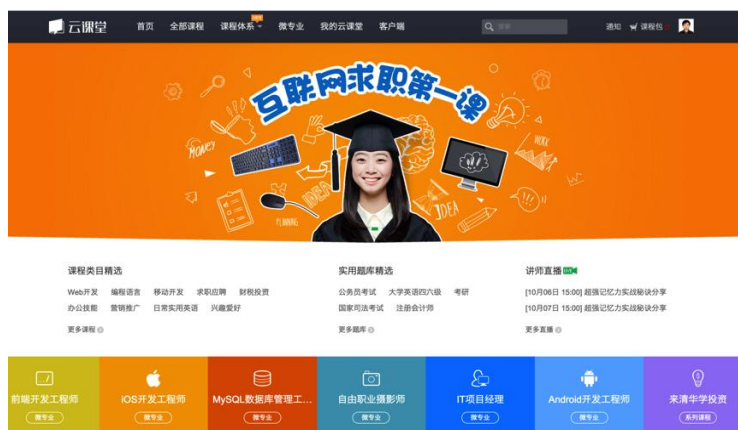 云课堂 首页 全部课程 课程体系 微专业 我的云课堂 客户端 通知 课程包
互联网求职第一课
MONEY
WORK
IDEA
IDEA
PLANNING
课程类目精选
Web开发 编程语言 移动开发 求职应聘 财税投资
办公技能 营销推广 日常实用英语 兴趣爱好
更多课程
实用题库精选
公务员考试 大学英语四六级 考研
国家司法考试 注册会计师
更多题库
讲师直播
[10月06日 15:00] 超强记忆力实战秘诀分享
[10月07日 15:00] 超强记忆力实战秘诀分享
更多直播
前端开发工程师
微专业
iOS开发工程师
微专业
MySQL数据库管理工...
微专业
自由职业摄影师
微专业
IT项目经理
微专业
Android开发工程师
微专业
来清华学投资
系列课程